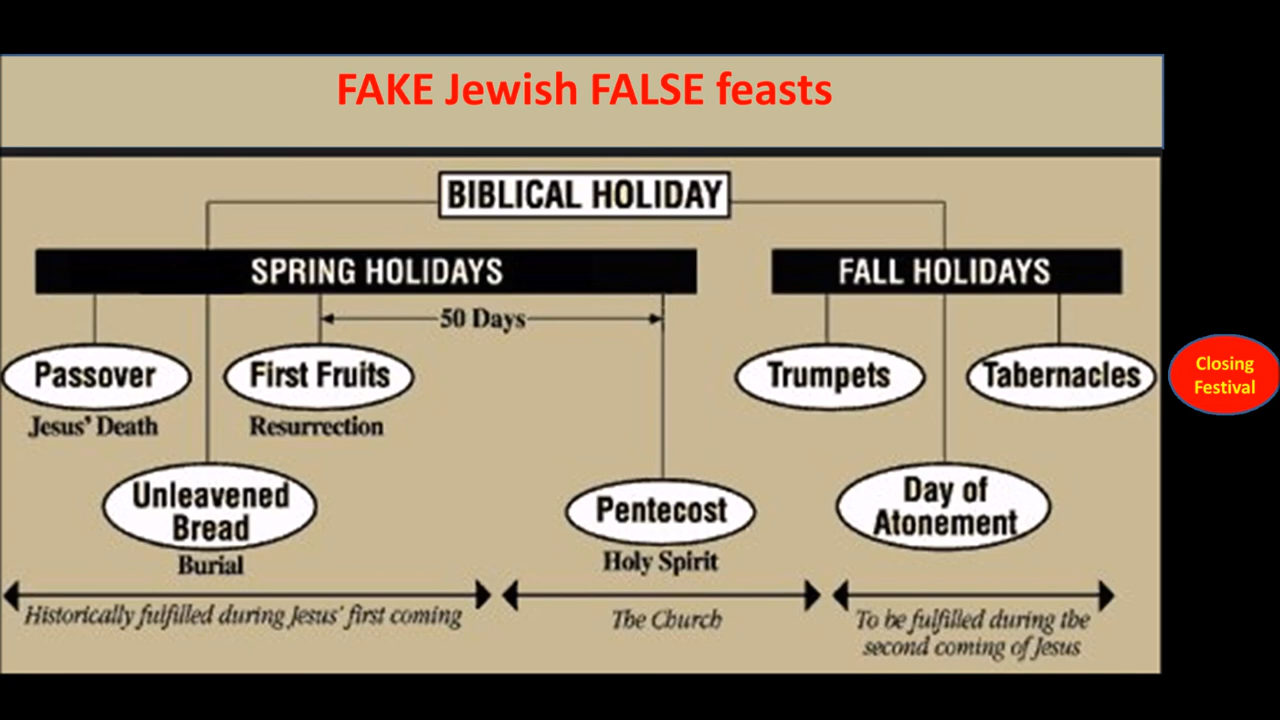 FAKE Jewish FALSE feasts
BIBLICAL HOLIDAY
SPRING HOLIDAYS
FALL HOLIDAYS
50 Days
Passover
First Fruits
Trumpets
Tabernacles
Closing
Festival
Jesus' Death
Resurrection
Unleavened
Bread
Pentecost
Day of
Atonement
Burial
Holy Spirit
Historically fulfilled during Jesus' first coming
The Church
To be fulfilled during the
second coming of Jesus